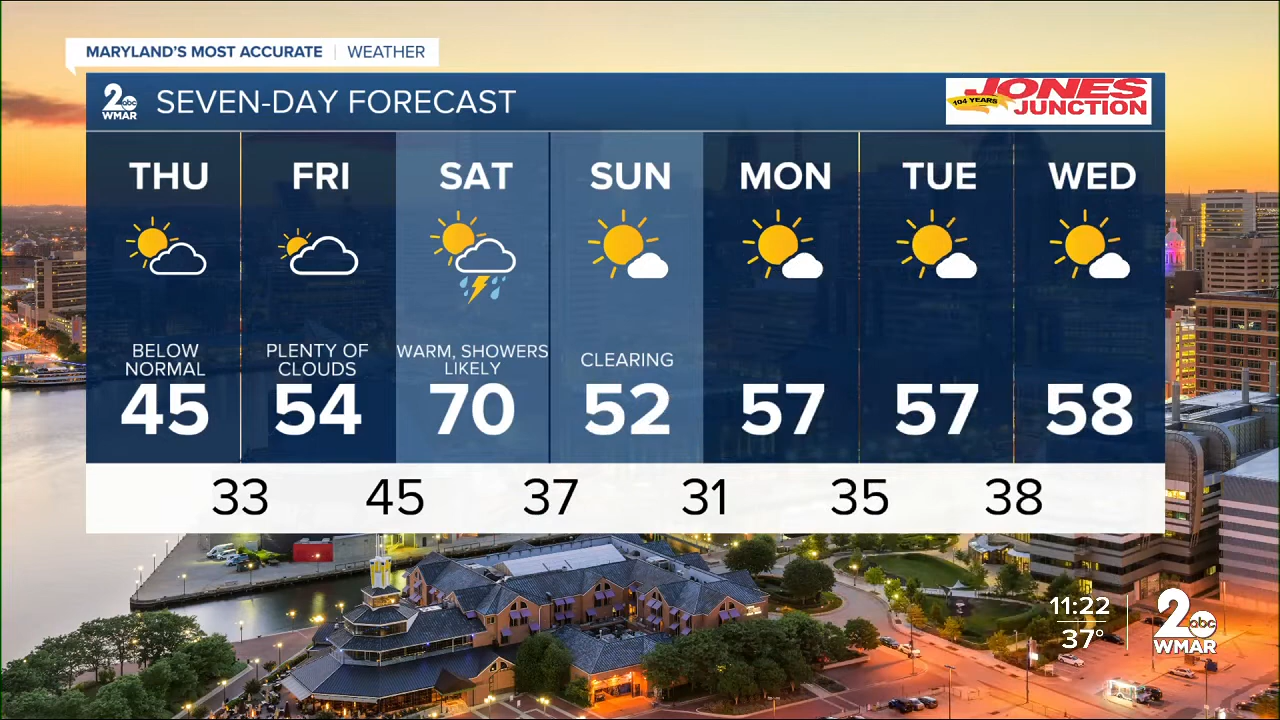 MARYLAND'S MOST ACCURATE | WEATHER
2 abc WMAR
SEVEN-DAY FORECAST
JONES JUNCTION
104 YEARS
THU FRI SAT SUN MON TUE WED
BELOW NORMAL
PLENTY OF CLOUDS
WARM, SHOWERS LIKELY
CLEARING
45 54 70 52 57 57 58
33 45 37 31 35 38
11:22
37°
2 abc
WMAR